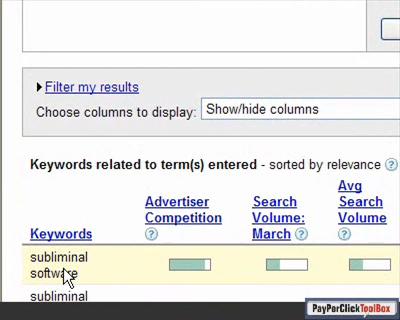 Filter my results
Choose columns to display: Show/hide columns
Keywords related to term(s) entered - sorted by relevance ?
Keywords
Advertiser
Competition
?
Search
Volume:
March ?
Avg
Search
Volume
?
subliminal
software
subliminal
PayPerClickToolBox